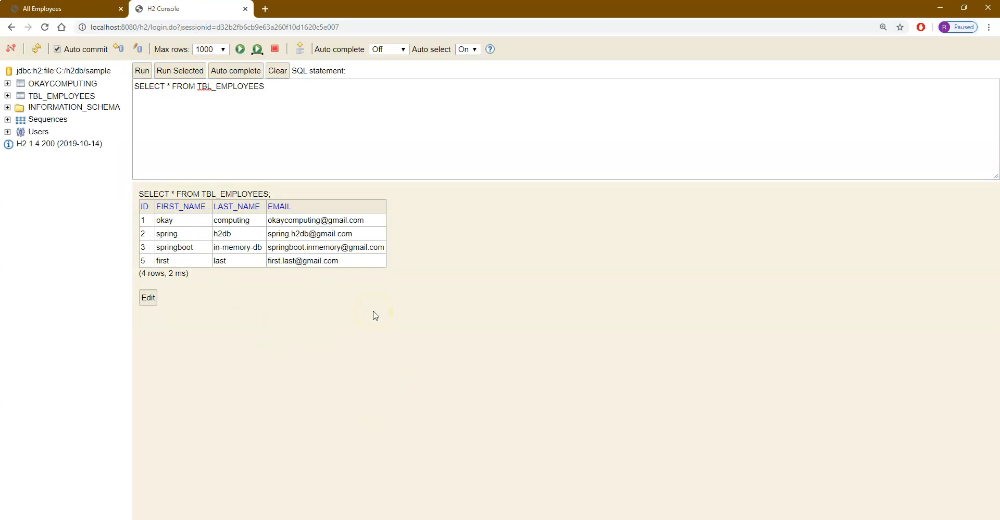 All Employees
H2 Console
localhost:8080/h2/login.do?jsessionid=d32b2fb6cb9e63a260f10d1620c5e007
R Paused
Auto commit Max rows: 1000 Auto complete Off Auto select On
jdbc:h2:file:C:/h2db/sample
OKAYCOMPUTING
TBL_EMPLOYEES
INFORMATION_SCHEMA
Sequences
Users
H2 1.4.200 (2019-10-14)
Run Run Selected Auto complete Clear SQL statement:
SELECT * FROM TBL_EMPLOYEES
SELECT * FROM TBL_EMPLOYEES;
ID FIRST_NAME LAST_NAME EMAIL
1 okay computing okaycomputing@gmail.com
2 spring h2db spring.h2db@gmail.com
3 springboot in-memory-db springboot.inmemory@gmail.com
5 first last first.last@gmail.com
(4 rows, 2 ms)
Edit